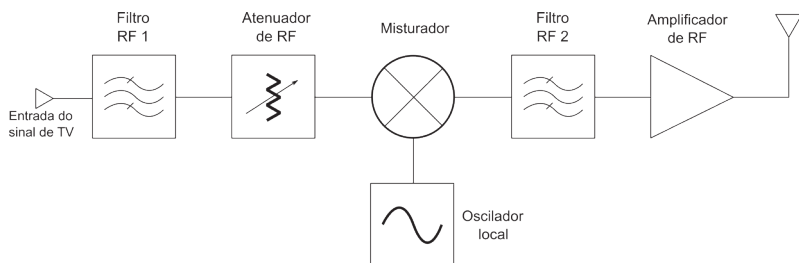 Filtro
RF 1
Atenuador
de RF
Misturador
Filtro
RF 2
Amplificador
de RF
Entrada do
sinal de TV
Oscilador
local